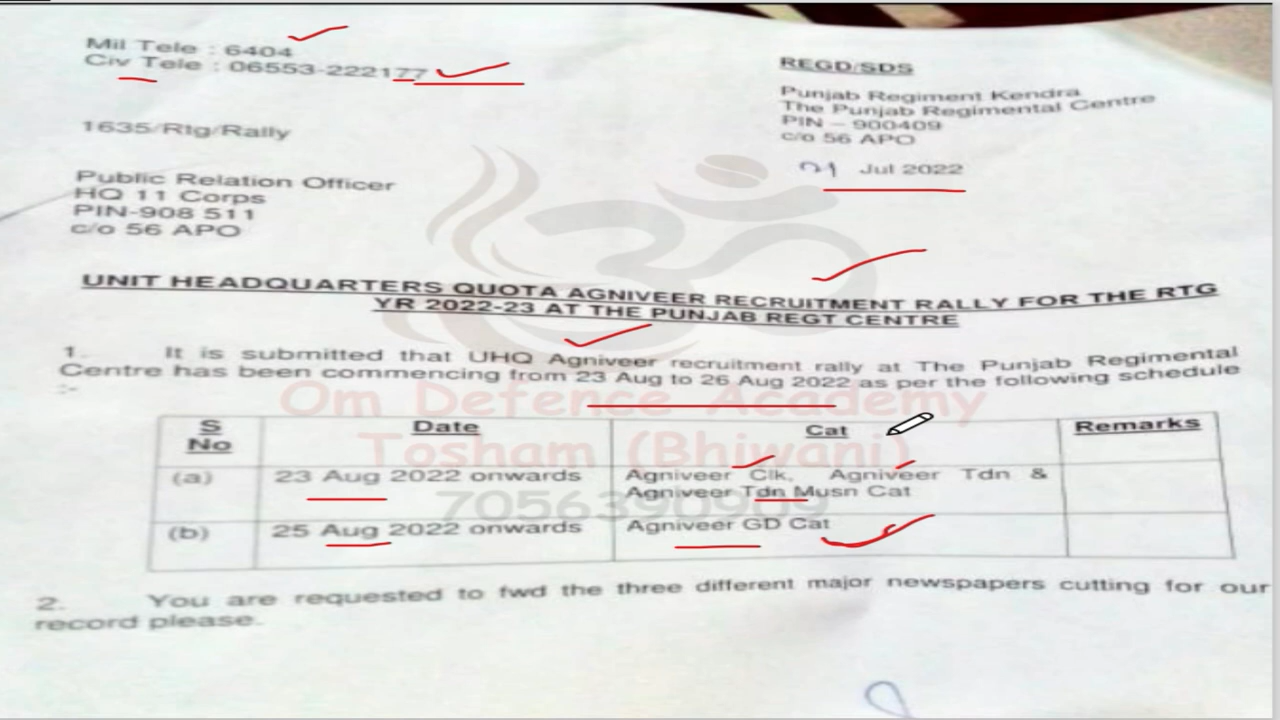 Mil Tele : 6404
Civ Tele : 06553-222177
REGD/SDS
Punjab Regiment Kendra
The Punjab Regimental Centre
PIN – 900409
c/o 56 APO
1635/Rtg/Rally
21 Jul 2022
Public Relation Officer
HQ 11 Corps
PIN-908 511
c/o 56 APO
UNIT HEADQUARTERS QUOTA AGNIVEER RECRUITMENT RALLY FOR THE RTG
YR 2022-23 AT THE PUNJAB REGT CENTRE
1. It is submitted that UHQ Agniveer recruitment rally at The Punjab Regimental
Centre has been commencing from 23 Aug to 26 Aug 2022 as per the following schedule
:-
Om Defence Academy
Tosham (Bhiwani)
7056390909
S No Date Cat Remarks
(a) 23 Aug 2022 onwards Agniveer Clk, Agniveer Tdn &
Agniveer Tdn Musn Cat
(b) 25 Aug 2022 onwards Agniveer GD Cat
2. You are requested to fwd the three different major newspapers cutting for our
record please.